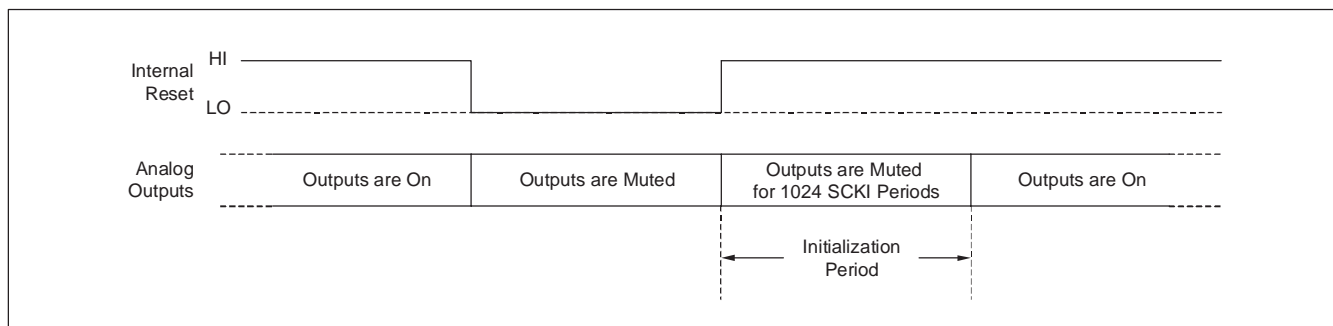 HI
Internal
Reset
LO
Analog
Outputs
Outputs are On
Outputs are Muted
Outputs are Muted
for 1024 SCKI Periods
Outputs are On
Initialization
Period